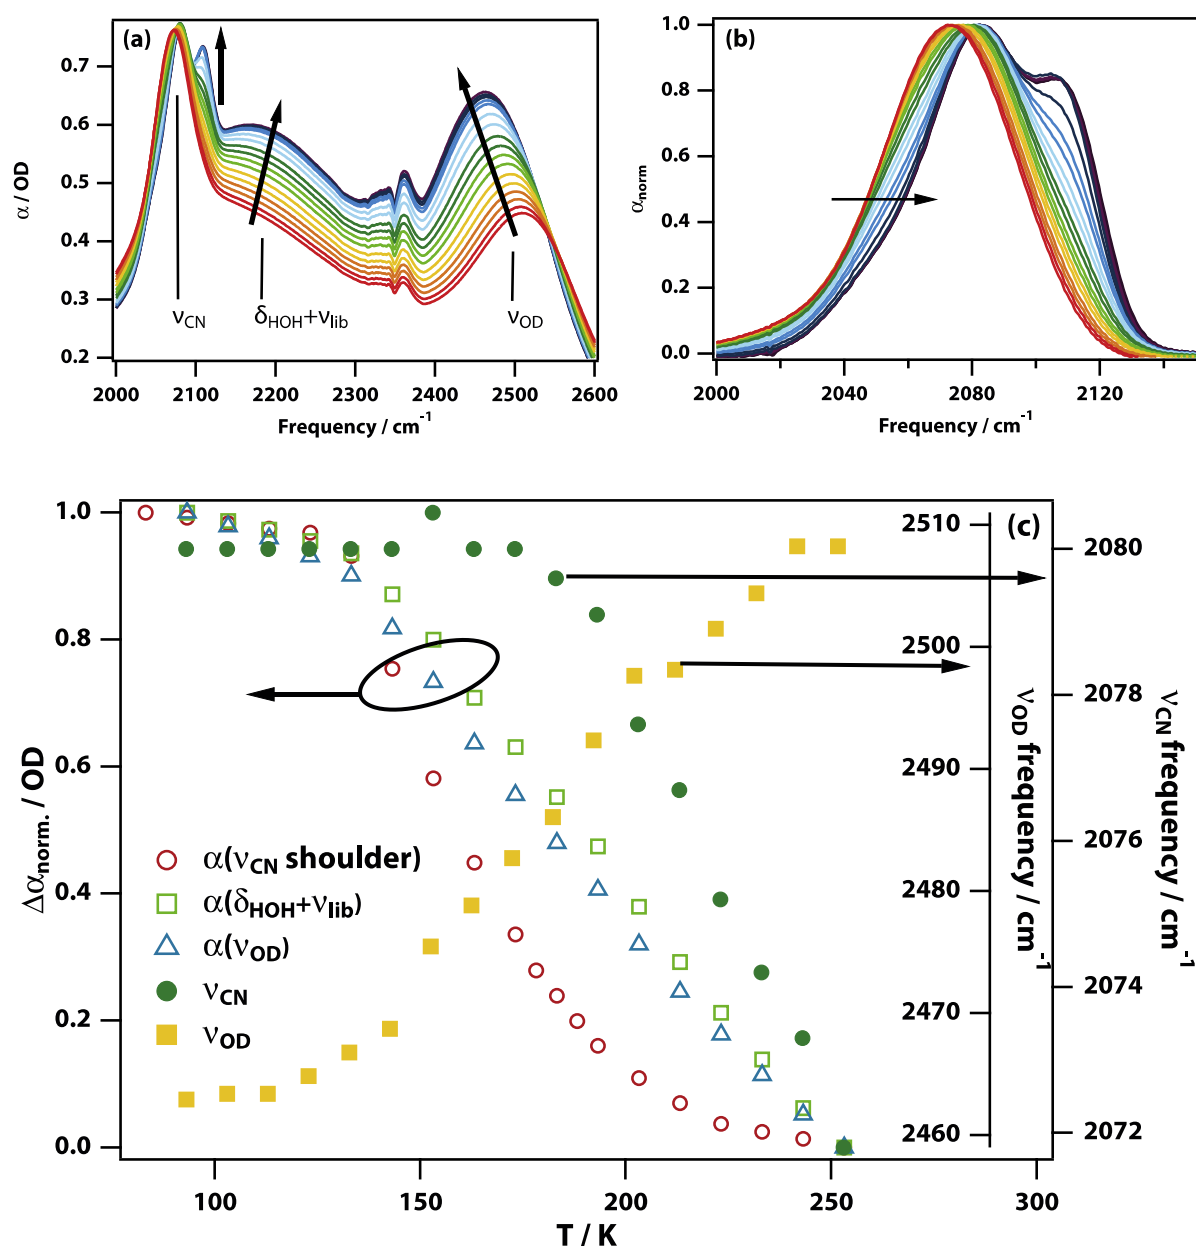 (a)
α / OD
0.7
0.6
0.5
0.4
0.3
0.2
νCN
δHOH+νlib
νOD
2000 2100 2200 2300 2400 2500 2600
Frequency / cm-1
(b)
αnorm
1.0
0.8
0.6
0.4
0.2
0.0
2000 2040 2080 2120
Frequency / cm-1
(c)
Δαnorm. / OD
1.0
0.8
0.6
0.4
0.2
0.0
α(νCN shoulder)
α(δHOH+νlib)
α(νOD)
νCN
νOD
100 150 200 250 300
T / K
2510
2500
2490
2480
2470
2460
νOD frequency / cm-1
2080
2078
2076
2074
2072
νCN frequency / cm-1